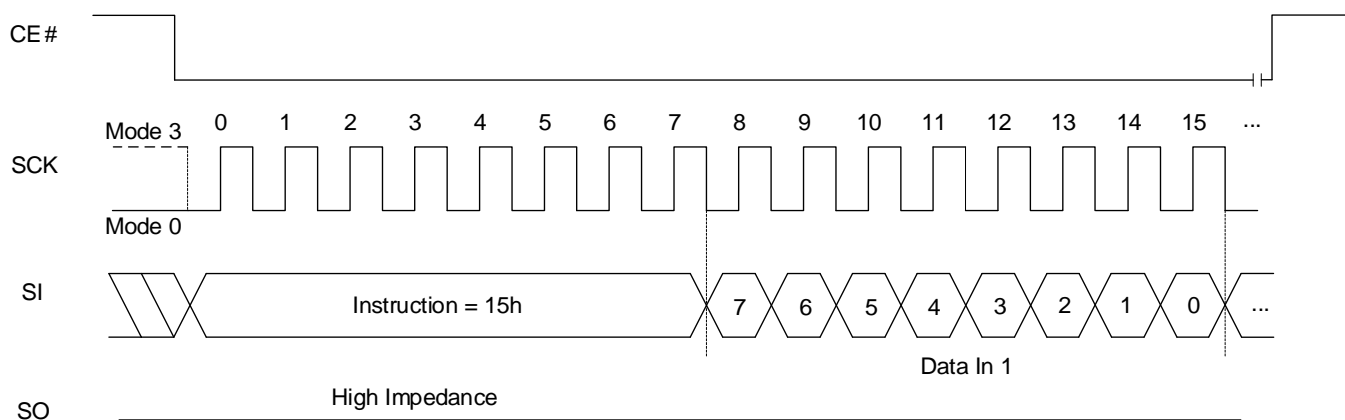 CE#
Mode 3 0 1 2 3 4 5 6 7 8 9 10 11 12 13 14 15 ...
SCK
Mode 0
SI Instruction = 15h 7 6 5 4 3 2 1 0 ...
Data In 1
High Impedance
SO